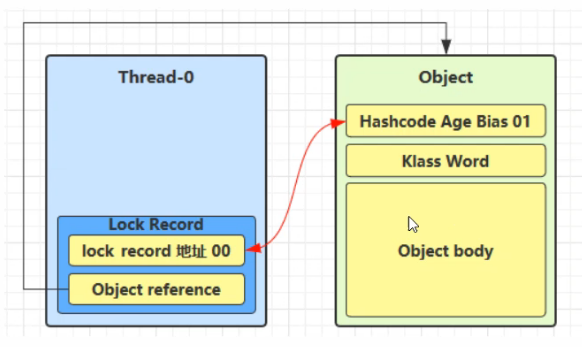 Thread-0
Lock Record
lock record 地址 00
Object reference
Object
Hashcode Age Bias 01
Klass Word
Object body